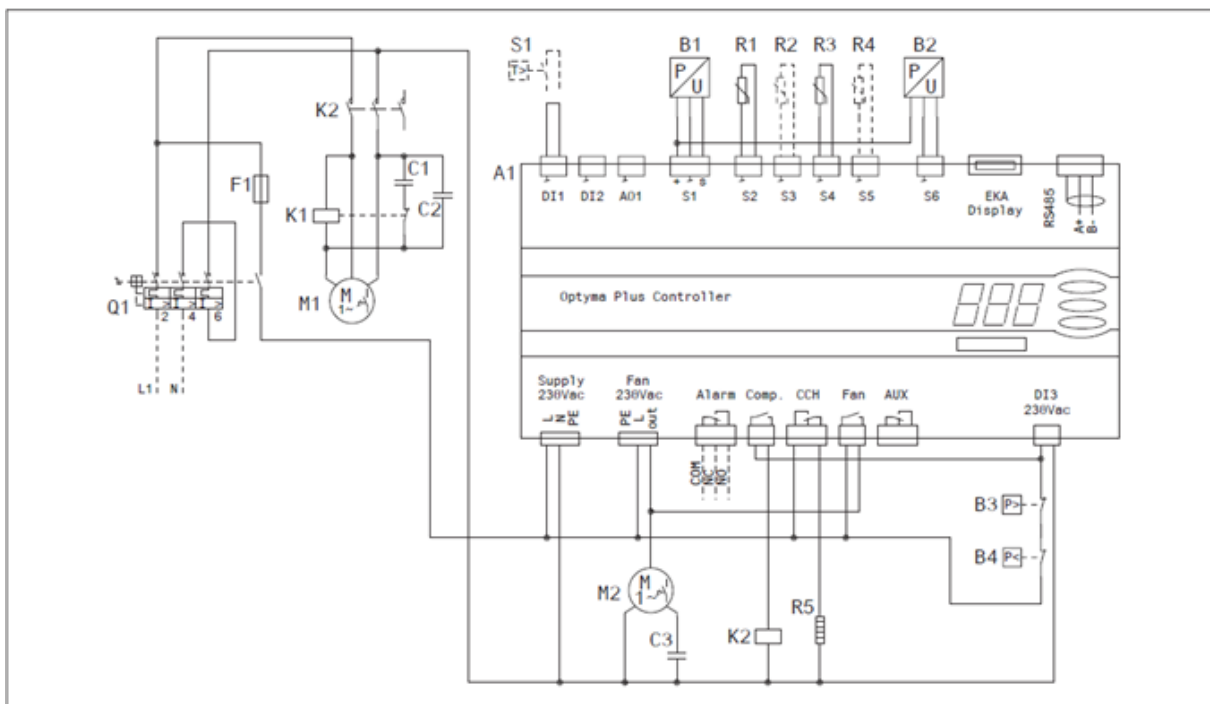 S1 B1 R1 R2 R3 R4 B2
T> P U P U
K2
C1
A1
F1
DI1 DI2 AO1 + S1 s S2 S3 S4 S5 S6 EKA Display RS485 A+ B-
K1 C2
M1 M 1~
Optyma Plus Controller
Q1 I> I> I>
2 4 6
L1 N
Supply 230Vac Fan 230Vac Alarm Comp. CCH Fan AUX DI3 230Vac
L N PE PE L out
COM NC NO
B3 P>
B4 P<
M2 M 1~
R5
C3 K2